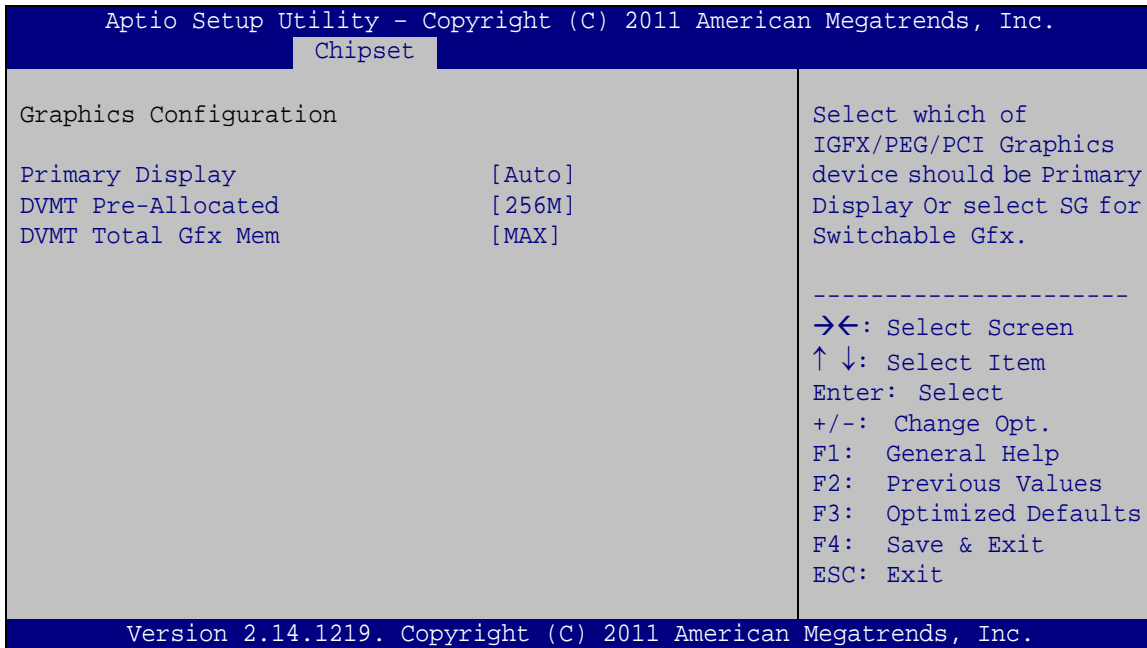 Aptio Setup Utility – Copyright (C) 2011 American Megatrends, Inc.
Chipset
Graphics Configuration
Primary Display [Auto]
DVMT Pre-Allocated [256M]
DVMT Total Gfx Mem [MAX]
Select which of
IGFX/PEG/PCI Graphics
device should be Primary
Display Or select SG for
Switchable Gfx.
----------------------
→←: Select Screen
↑ ↓: Select Item
Enter: Select
+/-: Change Opt.
F1: General Help
F2: Previous Values
F3: Optimized Defaults
F4: Save & Exit
ESC: Exit
Version 2.14.1219. Copyright (C) 2011 American Megatrends, Inc.